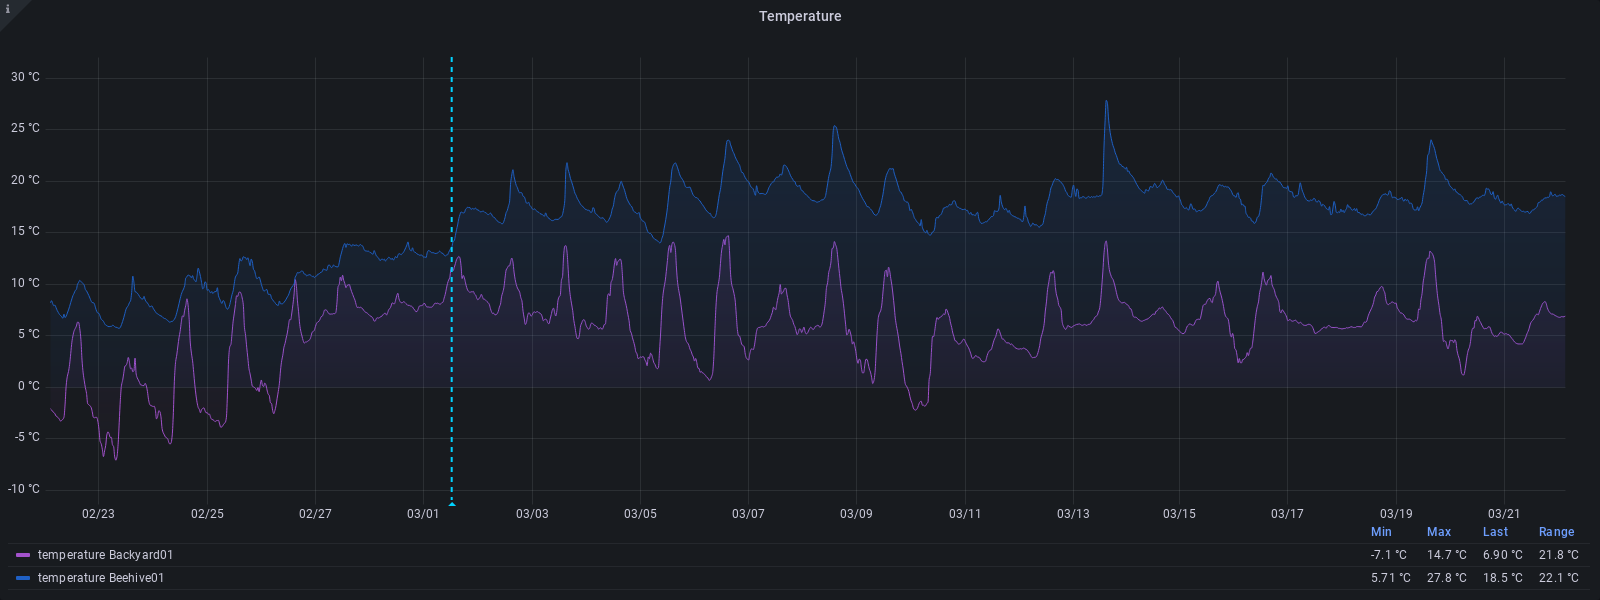 i
Temperature
30 °C
25 °C
20 °C
15 °C
10 °C
5 °C
0 °C
-5 °C
-10 °C
02/23 02/25 02/27 03/01 03/03 03/05 03/07 03/09 03/11 03/13 03/15 03/17 03/19 03/21
Min Max Last Range
temperature Backyard01 -7.1 °C 14.7 °C 6.90 °C 21.8 °C
temperature Beehive01 5.71 °C 27.8 °C 18.5 °C 22.1 °C